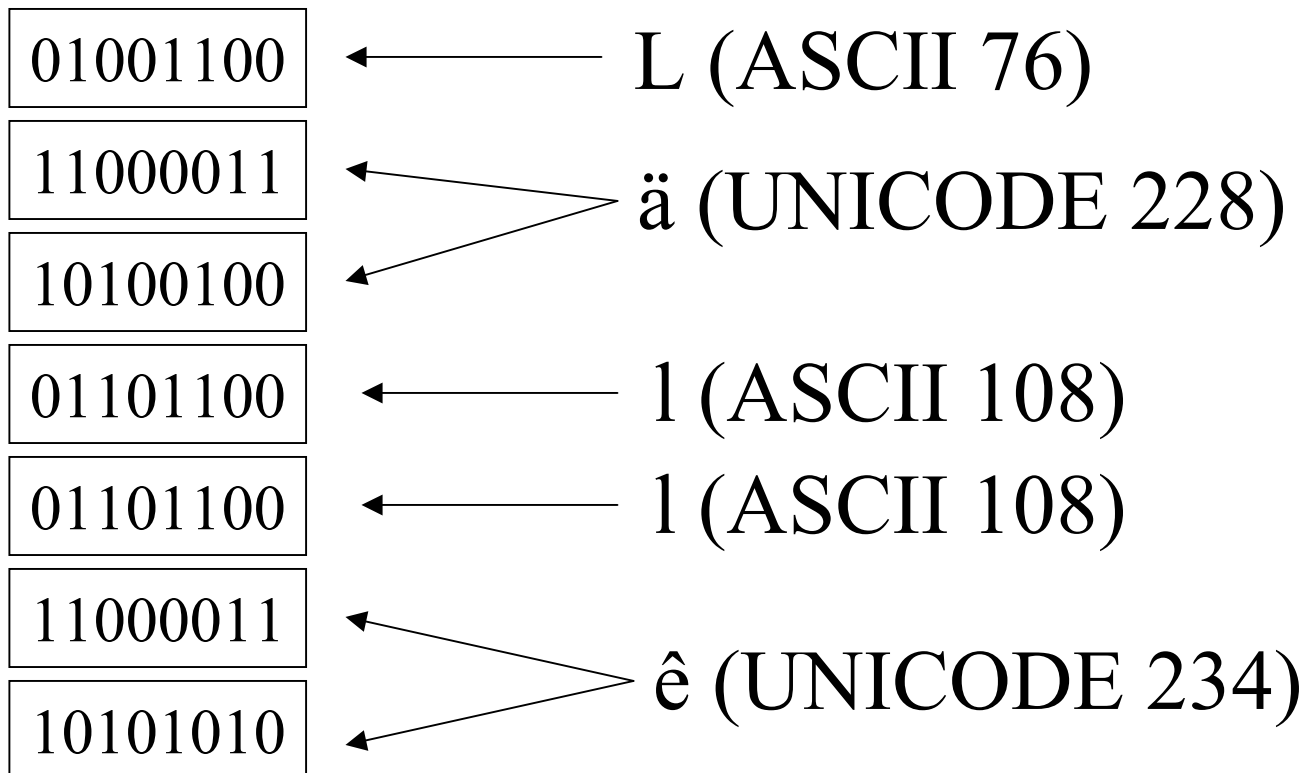 01001100 L (ASCII 76)
11000011
ä (UNICODE 228)
10100100
01101100 l (ASCII 108)
01101100 l (ASCII 108)
11000011
ê (UNICODE 234)
10101010